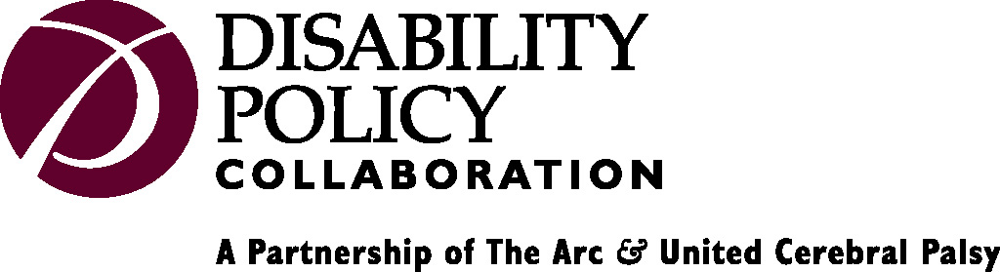 DISABILITY
POLICY
COLLABORATION
A Partnership of The Arc & United Cerebral Palsy